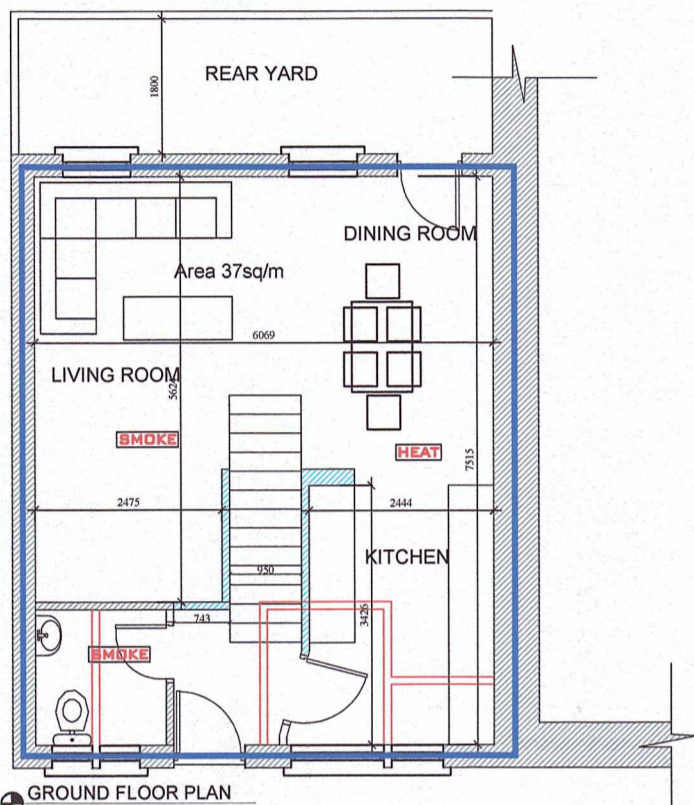 REAR YARD
1800
DINING ROOM
Area 37sq/m
6069
LIVING ROOM
5624
SMOKE
HEAT
7515
2475
2444
KITCHEN
950
3426
743
SMOKE
GROUND FLOOR PLAN